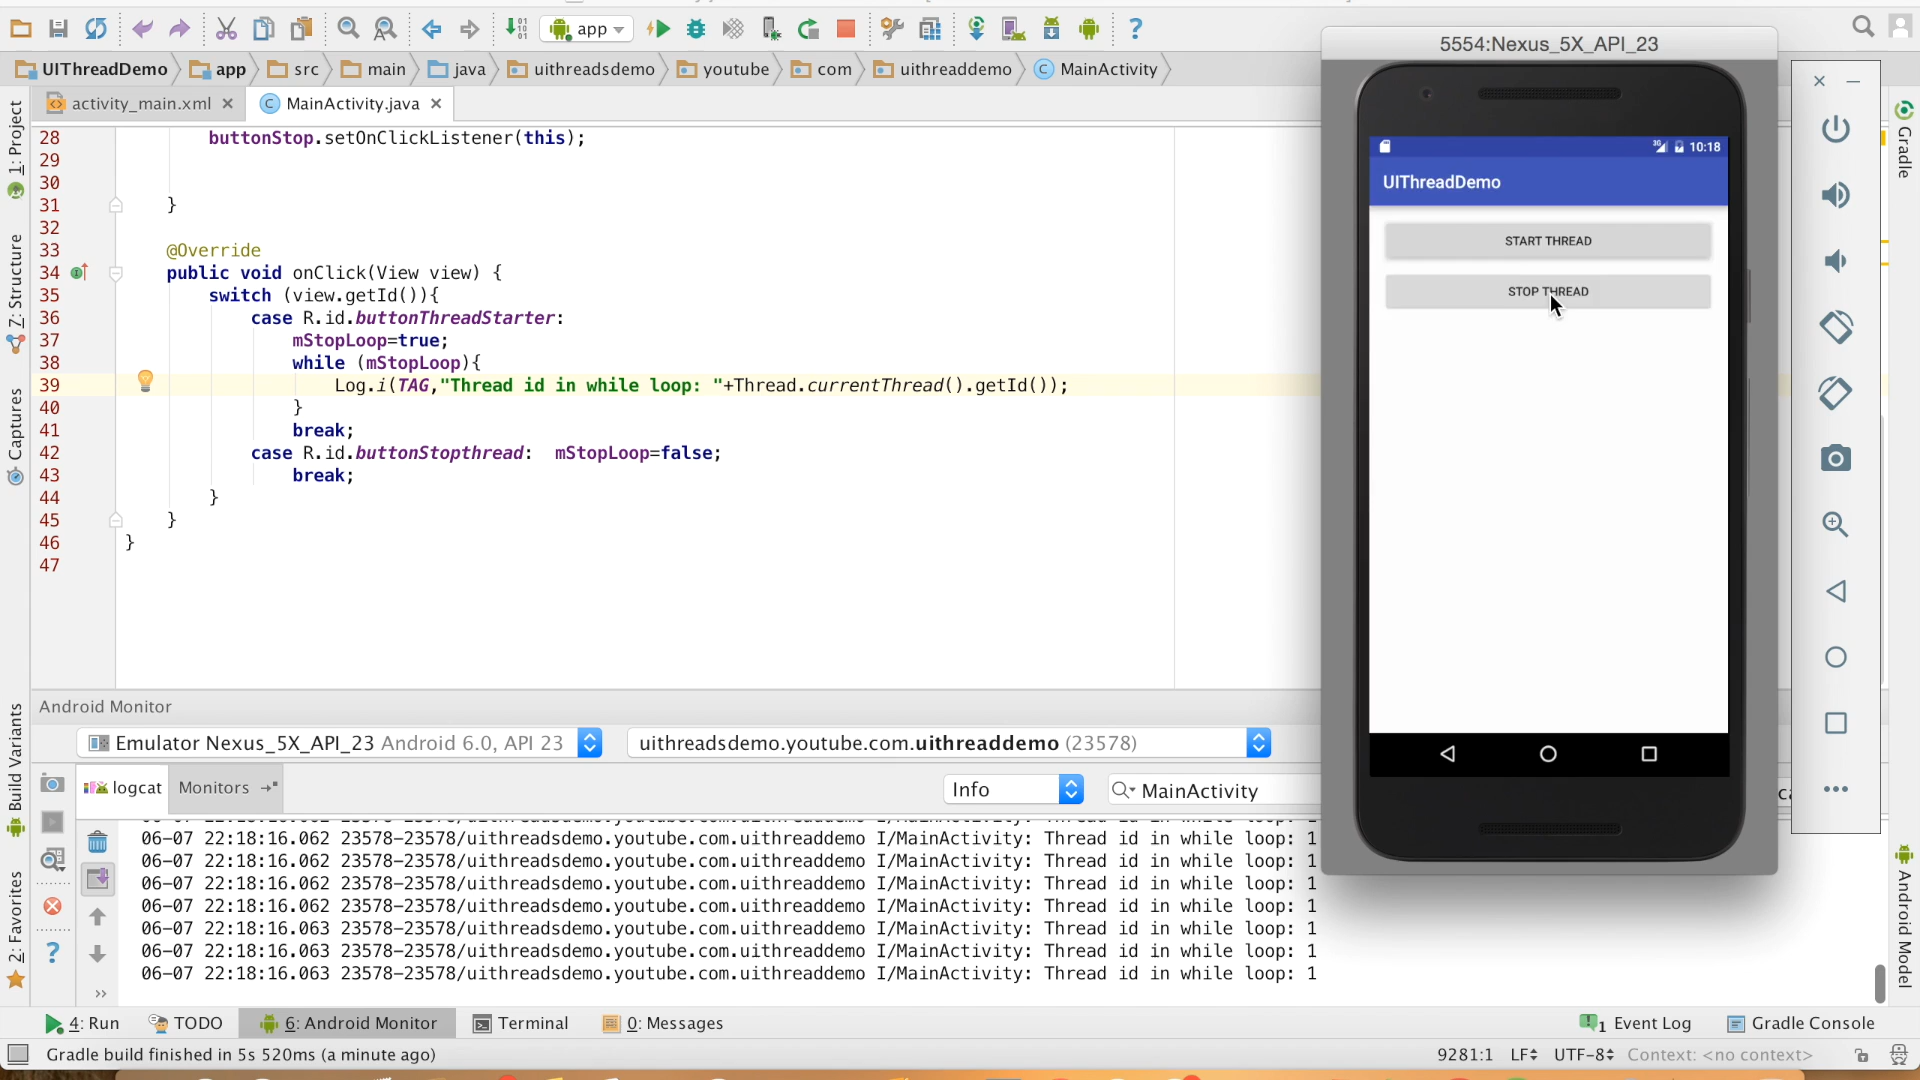 app
5554:Nexus_5X_API_23
UIThreadDemo
app
src
main
java
uithreadsdemo
youtube
com
uithreaddemo
MainActivity
activity_main.xml
MainActivity.java
1: Project
Z: Structure
Captures
Build Variants
2: Favorites
Gradle
Android Model
28 buttonStop.setOnClickListener(this);
29
30
31 }
32
33 @Override
34 public void onClick(View view) {
35 switch (view.getId()){
36 case R.id.buttonThreadStarter:
37 mStopLoop=true;
38 while (mStopLoop){
39 Log.i(TAG,"Thread id in while loop: "+Thread.currentThread().getId());
40 }
41 break;
42 case R.id.buttonStopthread: mStopLoop=false;
43 break;
44 }
45 }
46 }
47
10:18
UIThreadDemo
START THREAD
STOP THREAD
Android Monitor
Emulator Nexus_5X_API_23 Android 6.0, API 23
uithreadsdemo.youtube.com.uithreaddemo (23578)
logcat
Monitors
Info
MainActivity
06-07 22:18:16.062 23578-23578/uithreadsdemo.youtube.com.uithreaddemo I/MainActivity: Thread id in while loop: 1
06-07 22:18:16.062 23578-23578/uithreadsdemo.youtube.com.uithreaddemo I/MainActivity: Thread id in while loop: 1
06-07 22:18:16.062 23578-23578/uithreadsdemo.youtube.com.uithreaddemo I/MainActivity: Thread id in while loop: 1
06-07 22:18:16.062 23578-23578/uithreadsdemo.youtube.com.uithreaddemo I/MainActivity: Thread id in while loop: 1
06-07 22:18:16.063 23578-23578/uithreadsdemo.youtube.com.uithreaddemo I/MainActivity: Thread id in while loop: 1
06-07 22:18:16.063 23578-23578/uithreadsdemo.youtube.com.uithreaddemo I/MainActivity: Thread id in while loop: 1
06-07 22:18:16.063 23578-23578/uithreadsdemo.youtube.com.uithreaddemo I/MainActivity: Thread id in while loop: 1
4: Run
TODO
6: Android Monitor
Terminal
0: Messages
1 Event Log
Gradle Console
Gradle build finished in 5s 520ms (a minute ago)
9281:1 LF UTF-8 Context: <no context>